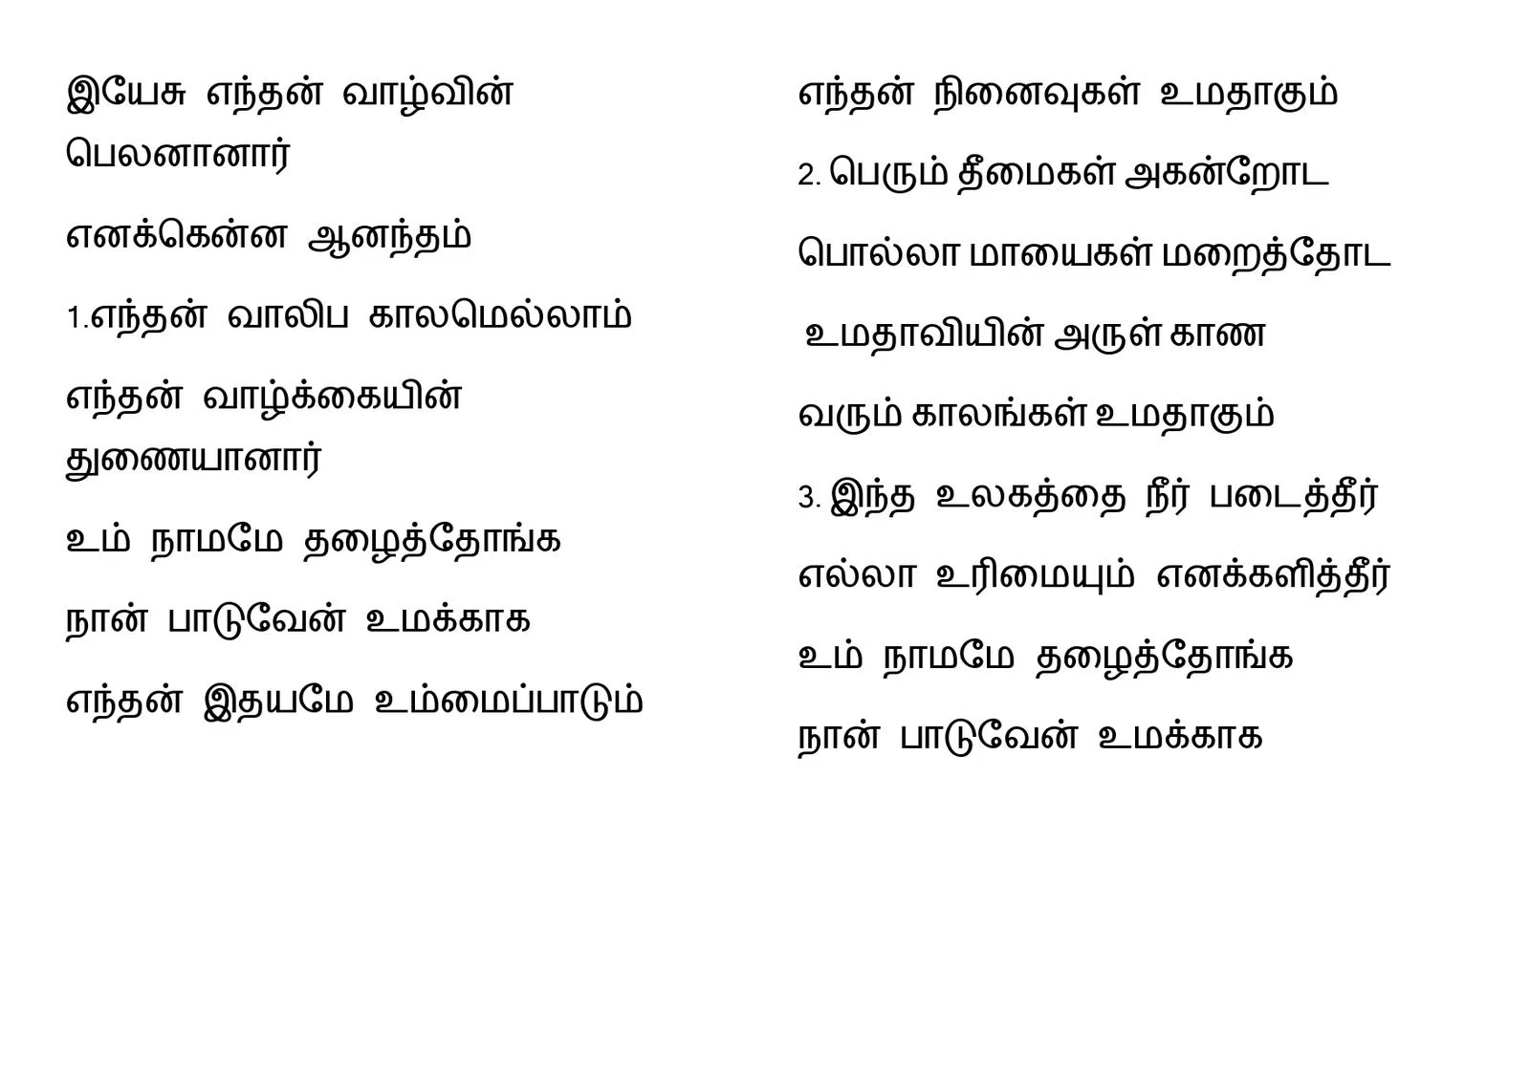 இயேசு எந்தன் வாழ்வின்
பெலனானார்
எனக்கென்ன ஆனந்தம்
1.எந்தன் வாலிப காலமெல்லாம்
எந்தன் வாழ்க்கையின்
துணையானார்
உம் நாமமே தழைத்தோங்க
நான் பாடுவேன் உமக்காக
எந்தன் இதயமே உம்மைப்பாடும்
எந்தன் நினைவுகள் உமதாகும்
2. பெரும் தீமைகள் அகன்றோட
பொல்லா மாயைகள் மறைத்தோட
உமதாவியின் அருள் காண
வரும் காலங்கள் உமதாகும்
3. இந்த உலகத்தை நீர் படைத்தீர்
எல்லா உரிமையும் எனக்களித்தீர்
உம் நாமமே தழைத்தோங்க
நான் பாடுவேன் உமக்காக